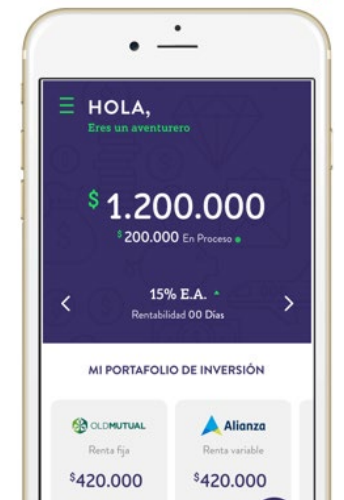 HOLA,
Eres un aventurero
$1.200.000
$200.000 En Proceso
15% E.A.
Rentabilidad 00 Días
MI PORTAFOLIO DE INVERSIÓN
OLDMUTUAL
Alianza
Renta fija
Renta variable
$420.000
$420.000